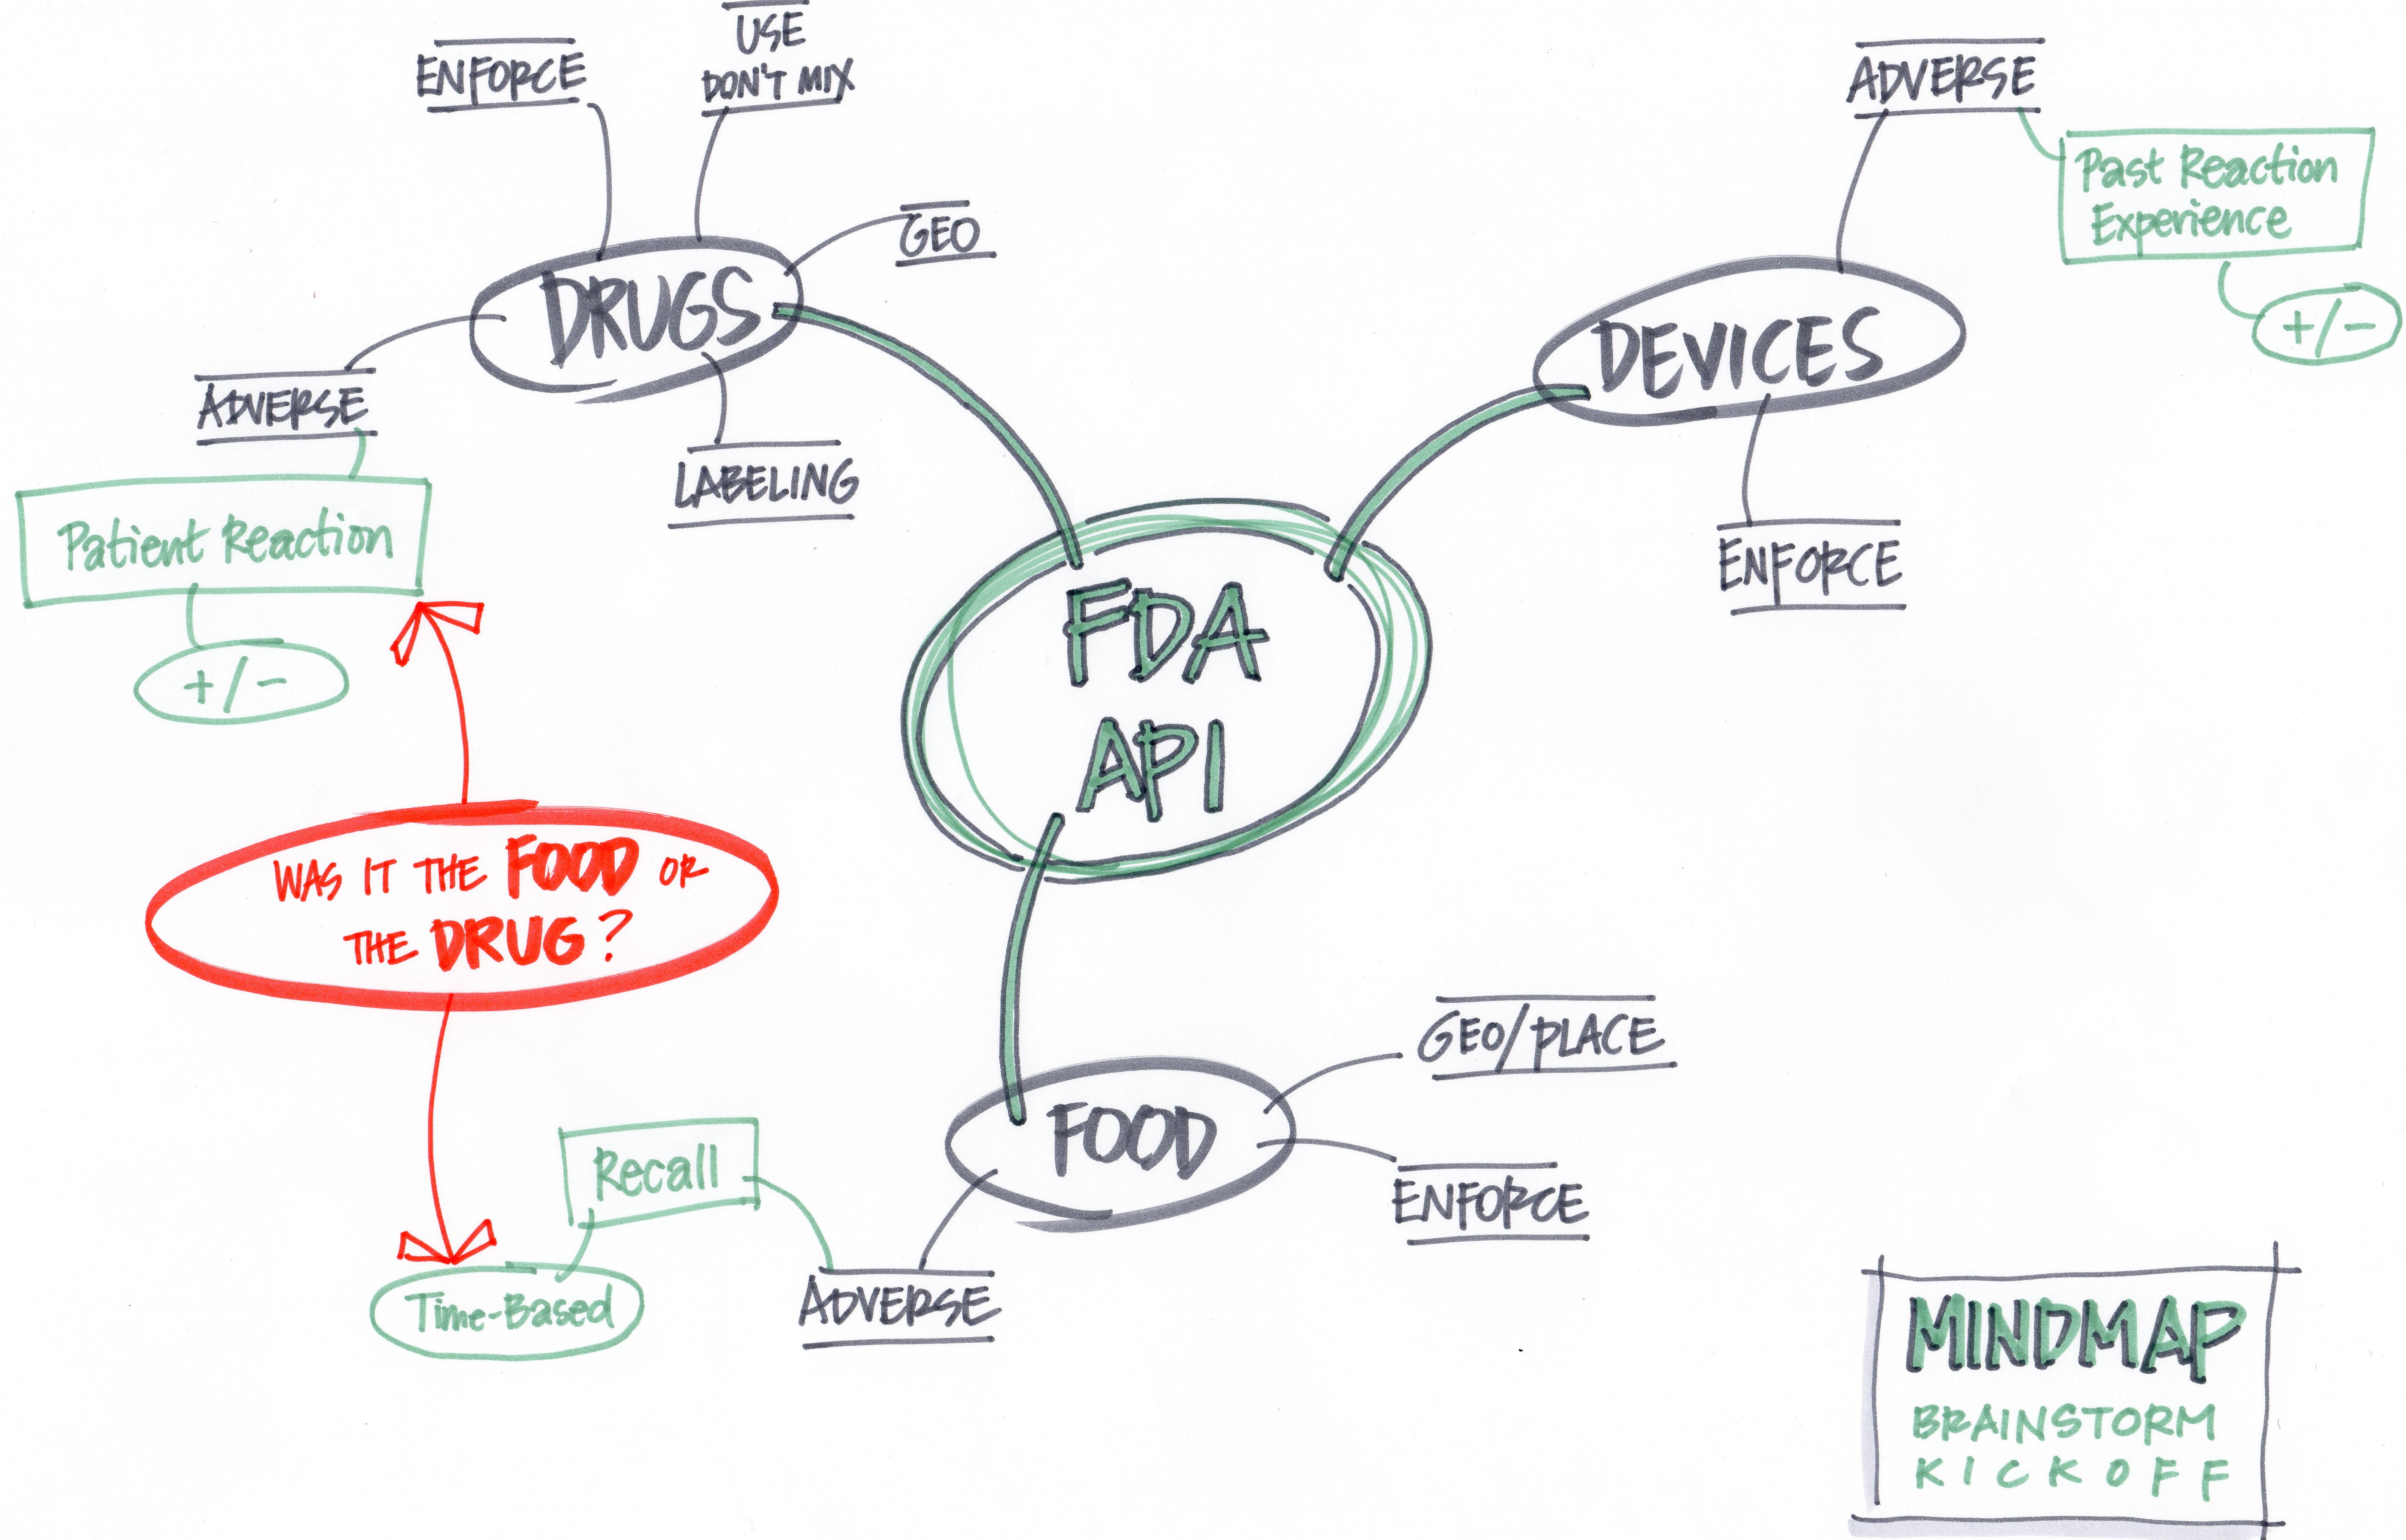 USE
DON'T MIX
ENFORCE
GEO
DRUGS
ADVERSE
LABELING
Patient Reaction
+/-
ADVERSE
Past Reaction
Experience
+/-
DEVICES
ENFORCE
FDA
API
WAS IT THE FOOD OR
THE DRUG?
GEO/PLACE
FOOD
ENFORCE
Recall
Time-Based
ADVERSE
MINDMAP
BRAINSTORM
KICKOFF